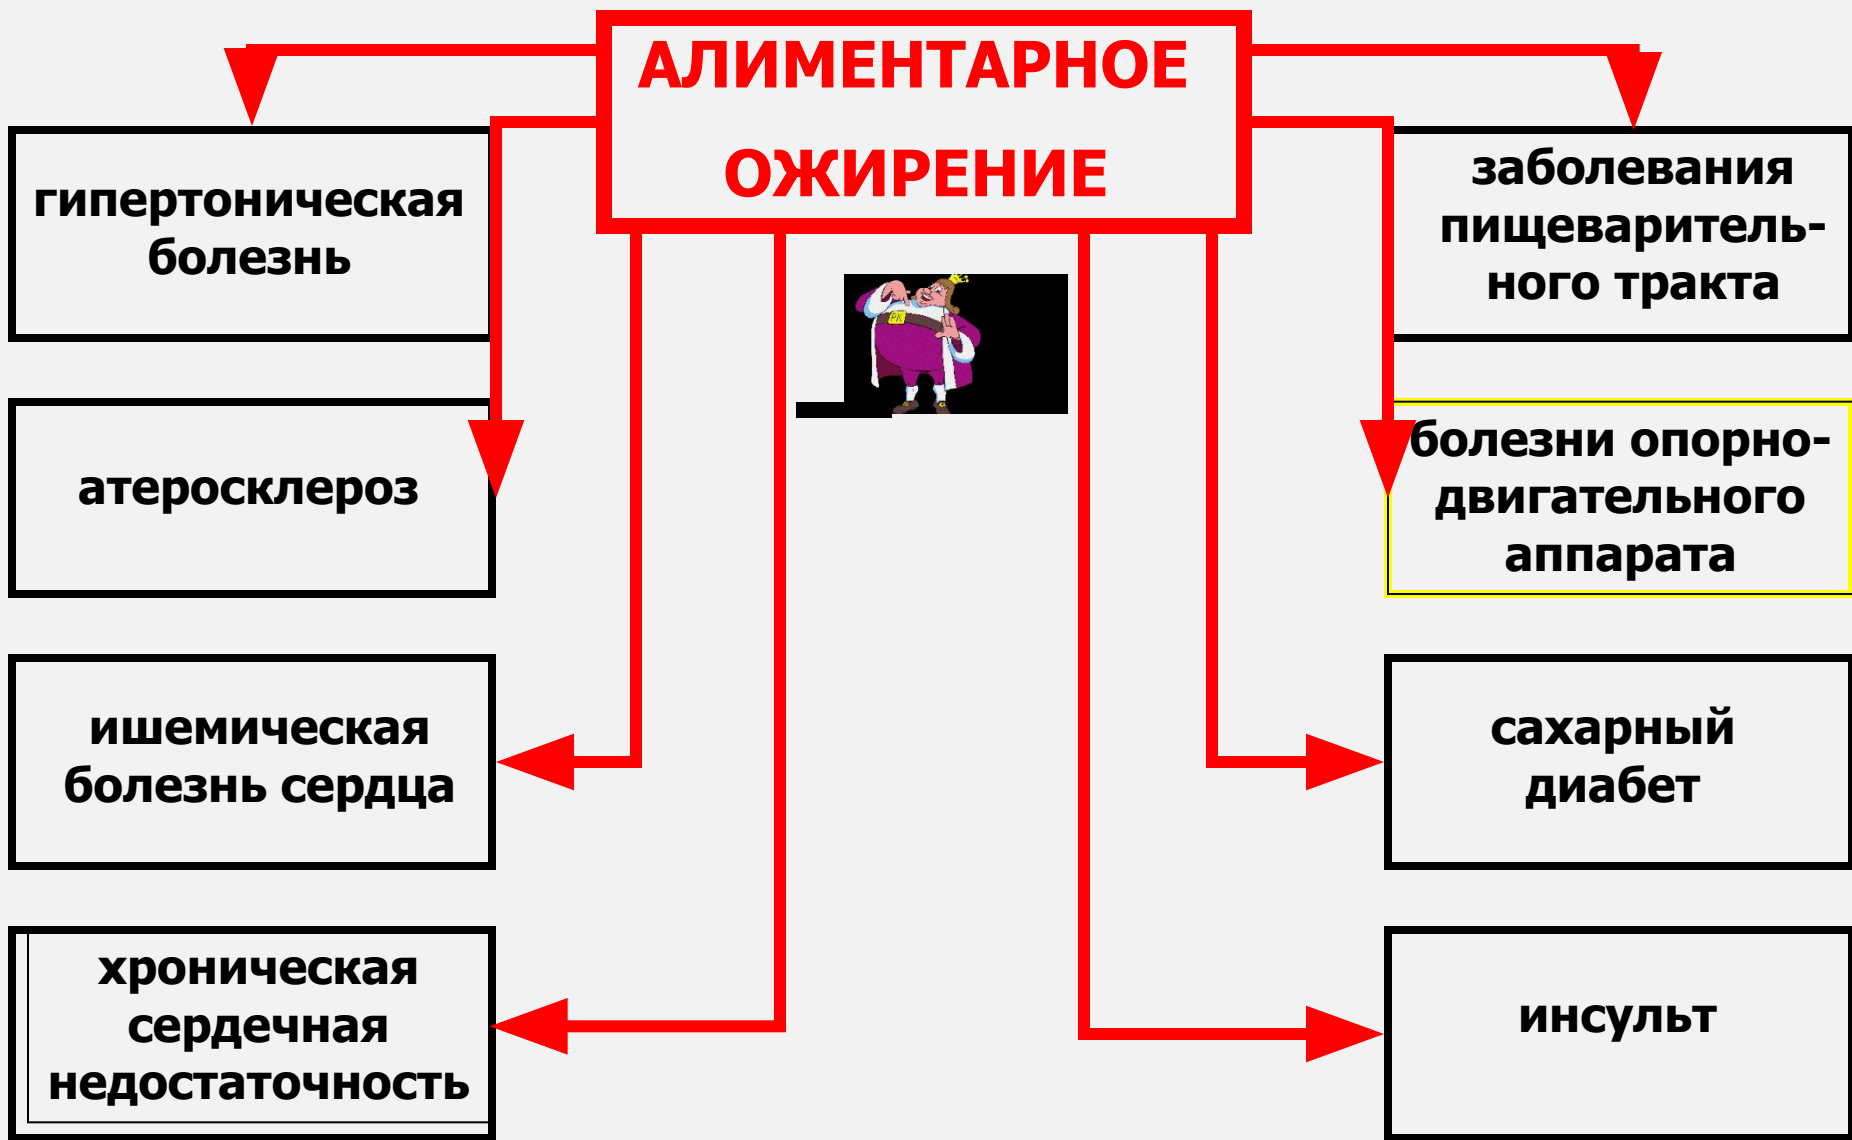 АЛИМЕНТАРНОЕ
ОЖИРЕНИЕ
гипертоническая
болезнь
атеросклероз
ишемическая
болезнь сердца
хроническая
сердечная
недостаточность
заболевания
пищеваритель-
ного тракта
болезни опорно-
двигательного
аппарата
сахарный
диабет
инсульт